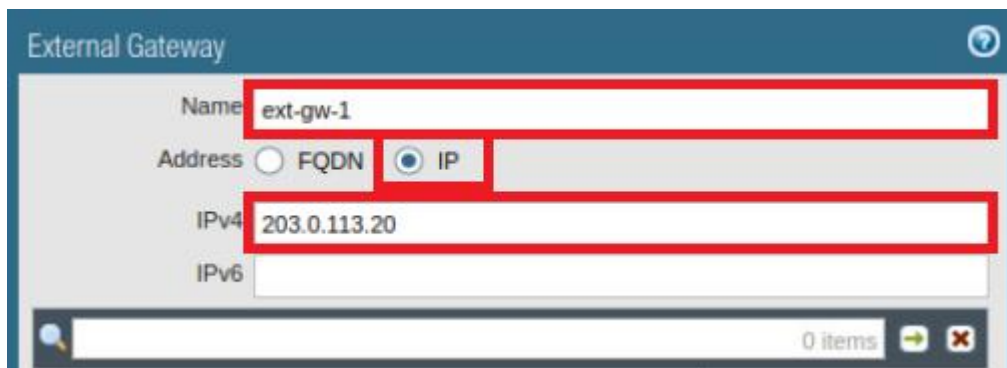 External Gateway
Name ext-gw-1
Address FQDN IP
IPv4 203.0.113.20
IPv6
0 items